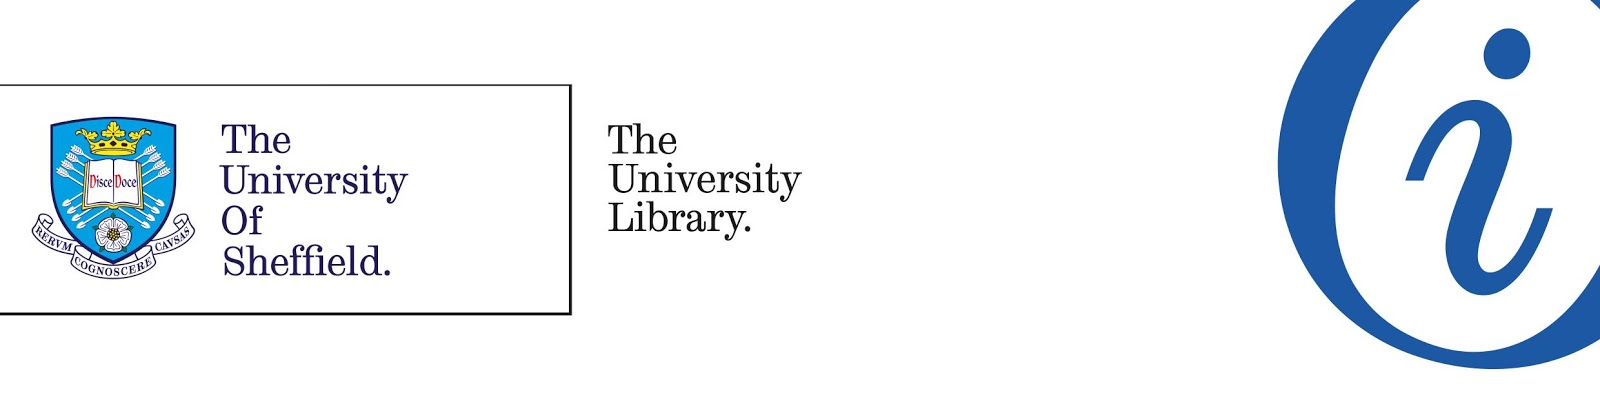 Disce Doce
RERVM COGNOSCERE CAVSAS
The
University
Of
Sheffield.
The
University
Library.
i